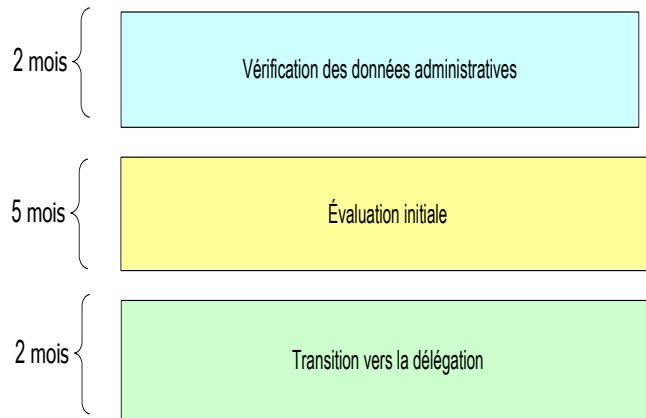 2 mois
Vérification des données administratives
5 mois
Évaluation initiale
2 mois
Transition vers la délégation